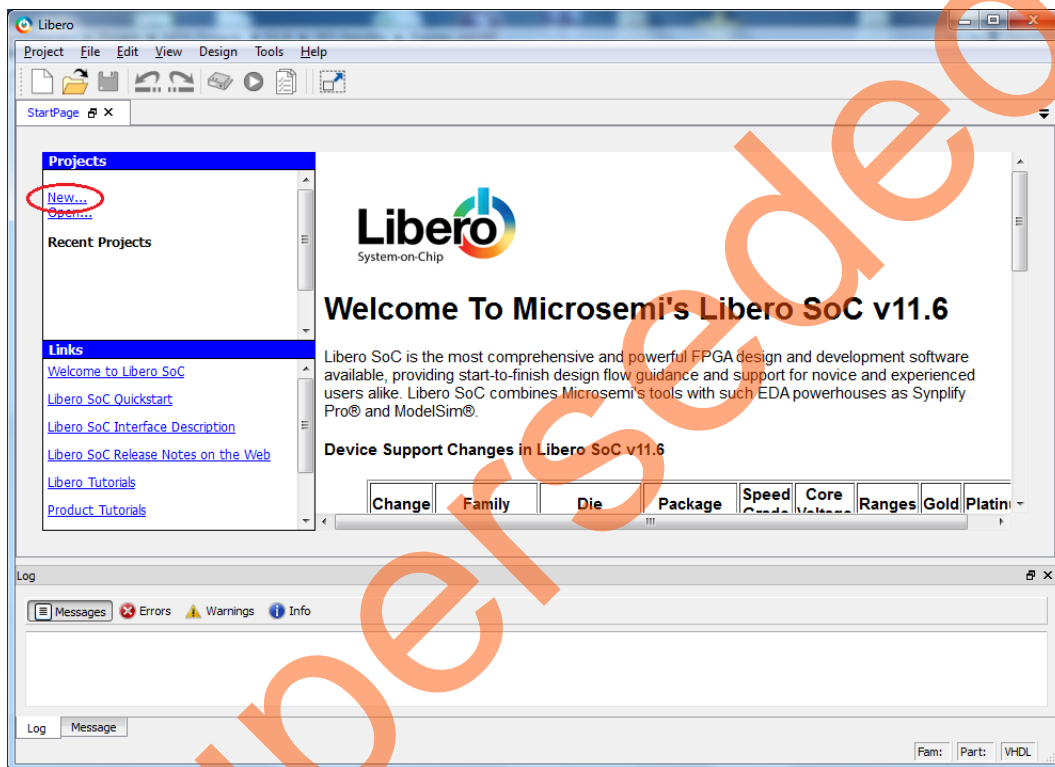 Libero
Project File Edit View Design Tools Help
StartPage
Projects
New...
Open...
Recent Projects
Links
Welcome to Libero SoC
Libero SoC Quickstart
Libero SoC Interface Description
Libero SoC Release Notes on the Web
Libero Tutorials
Product Tutorials
Libero
System-on-Chip
Welcome To Microsemi's Libero SoC v11.6
Libero SoC is the most comprehensive and powerful FPGA design and development software
available, providing start-to-finish design flow guidance and support for novice and experienced
users alike. Libero SoC combines Microsemi's tools with such EDA powerhouses as Synplify
Pro® and ModelSim®.
Device Support Changes in Libero SoC v11.6
Change Family Die Package Speed Grade Core Voltage Ranges Gold Platin
Log
Messages Errors Warnings Info
Log Message
Fam: Part: VHDL
persed